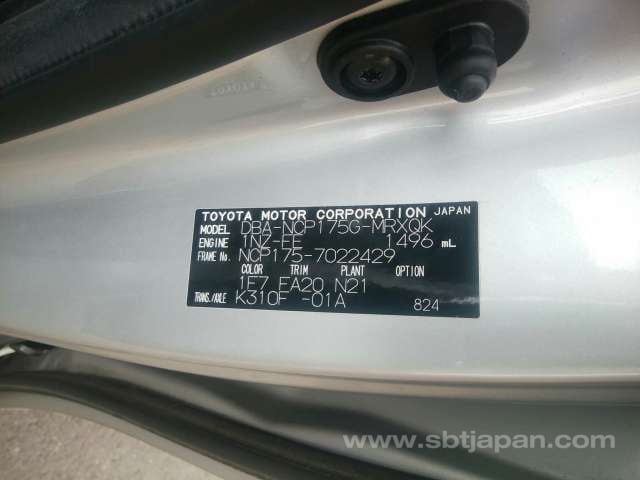 TOYOTA MOTOR CORPORATION JAPAN
MODEL DBA-NCP175G-MRXQK
ENGINE 1NZ-FE 1496 mL
FRAME No. NCP175-7022429
COLOR TRIM PLANT OPTION
1E7 EA20 N21
TRANS./AXLE K310F -01A
824
www.sbtjapan.com